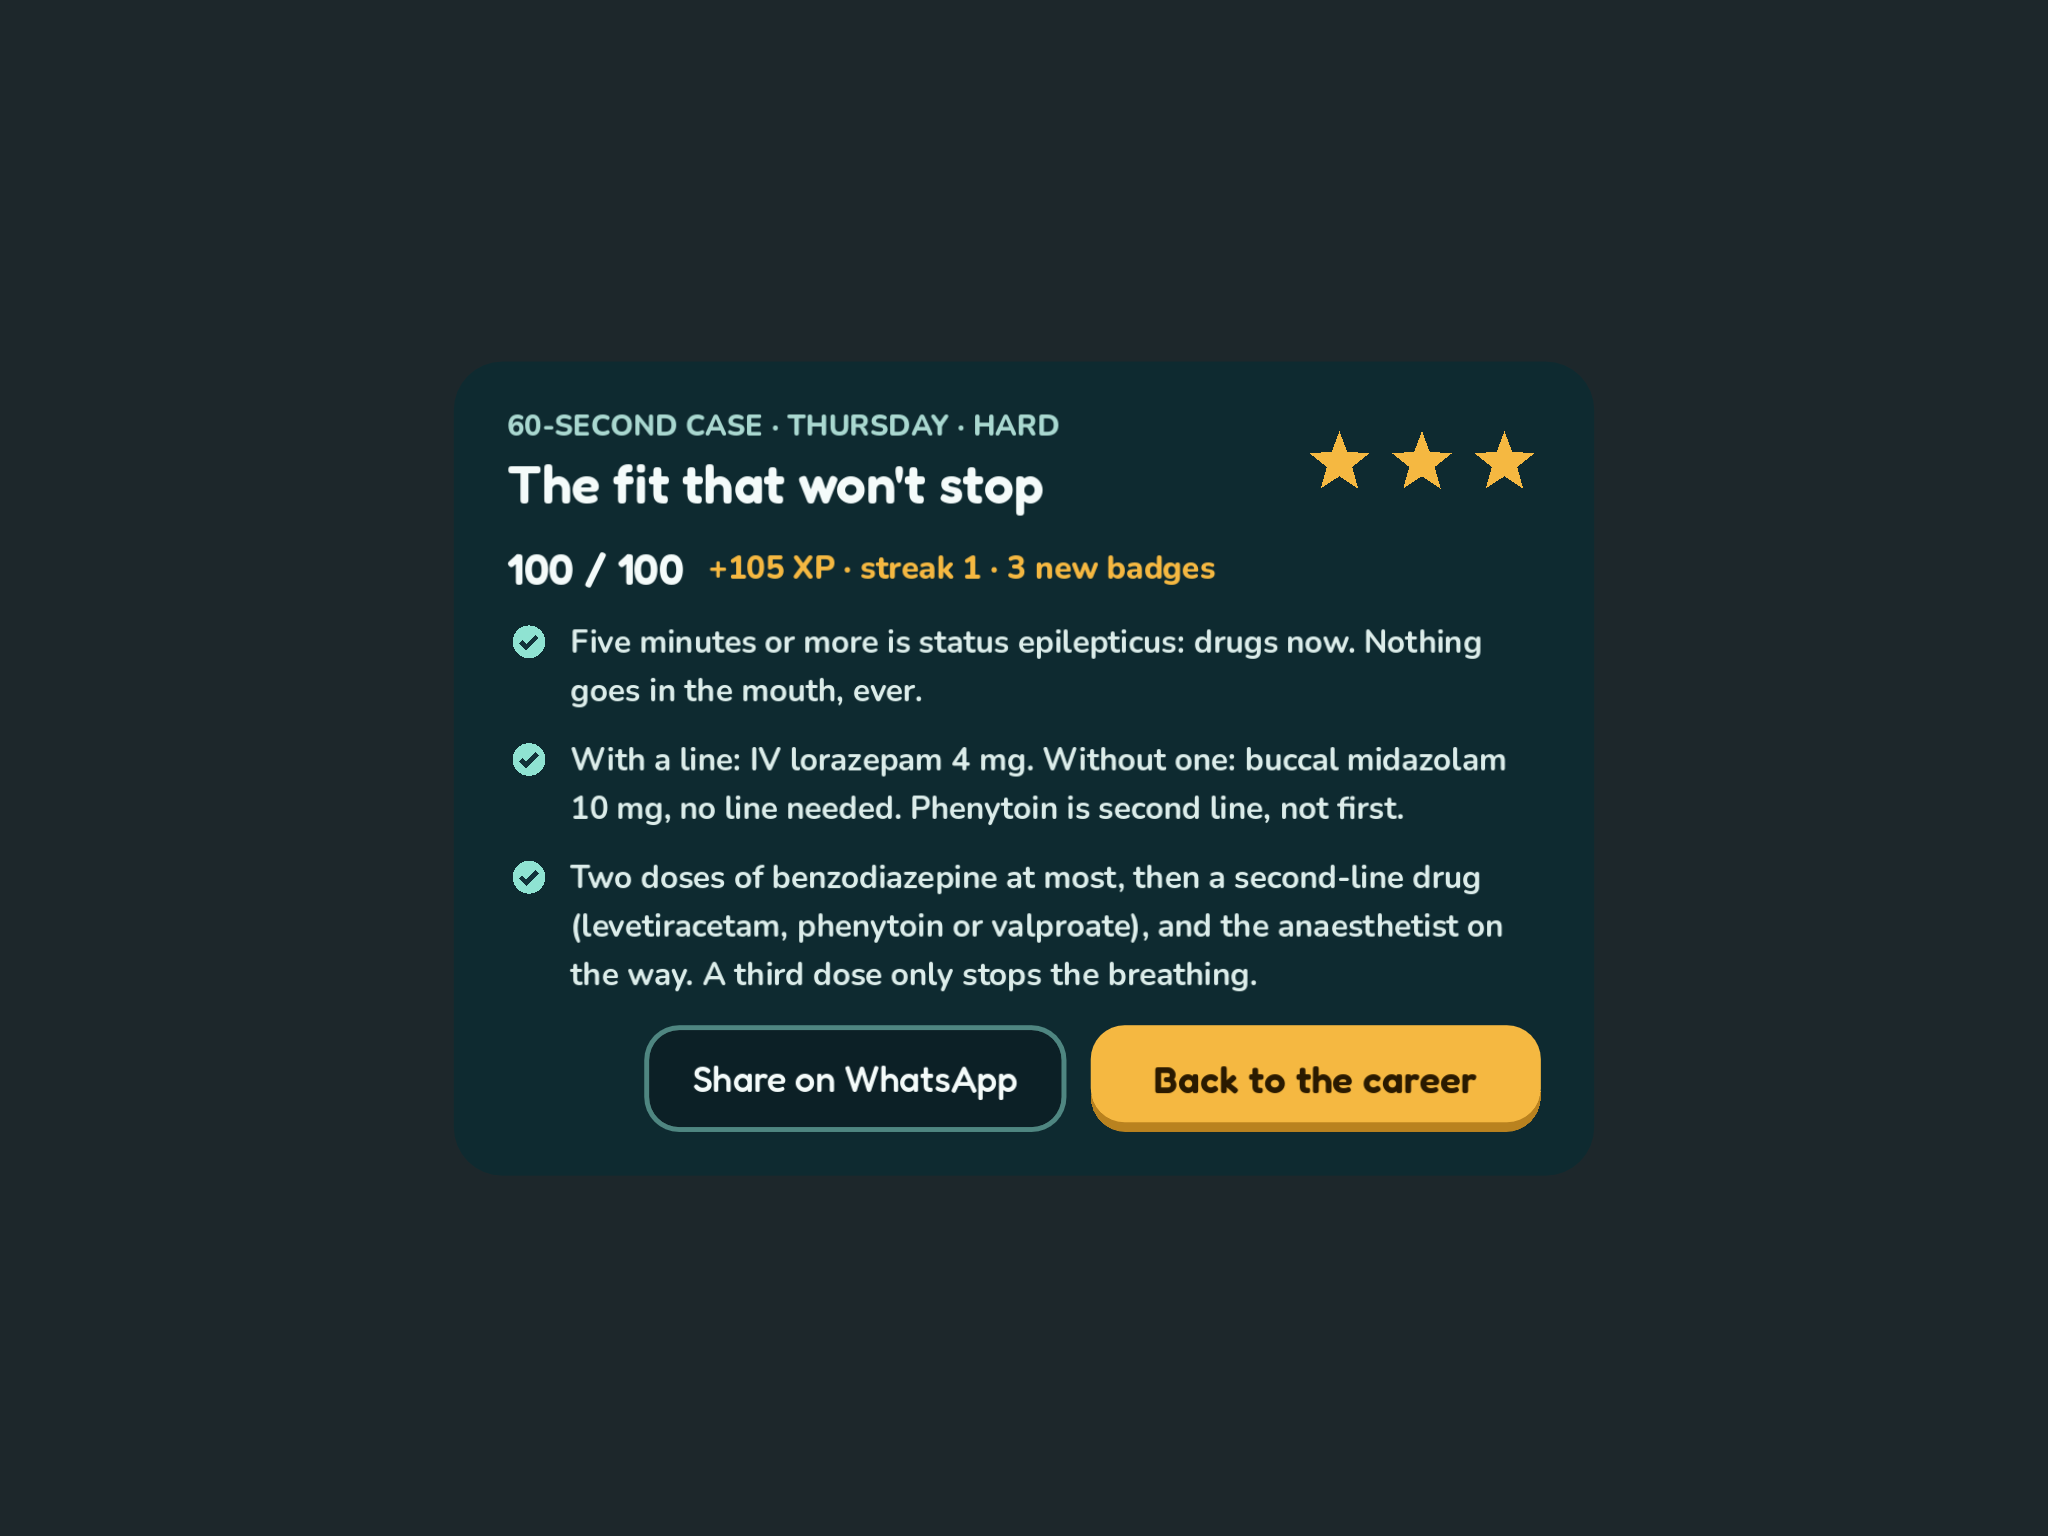 60-SECOND CASE · THURSDAY · HARD
The fit that won't stop
100 / 100 +105 XP · streak 1 · 3 new badges
Five minutes or more is status epilepticus: drugs now. Nothing
goes in the mouth, ever.
With a line: IV lorazepam 4 mg. Without one: buccal midazolam
10 mg, no line needed. Phenytoin is second line, not first.
Two doses of benzodiazepine at most, then a second-line drug
(levetiracetam, phenytoin or valproate), and the anaesthetist on
the way. A third dose only stops the breathing.
Share on WhatsApp
Back to the career